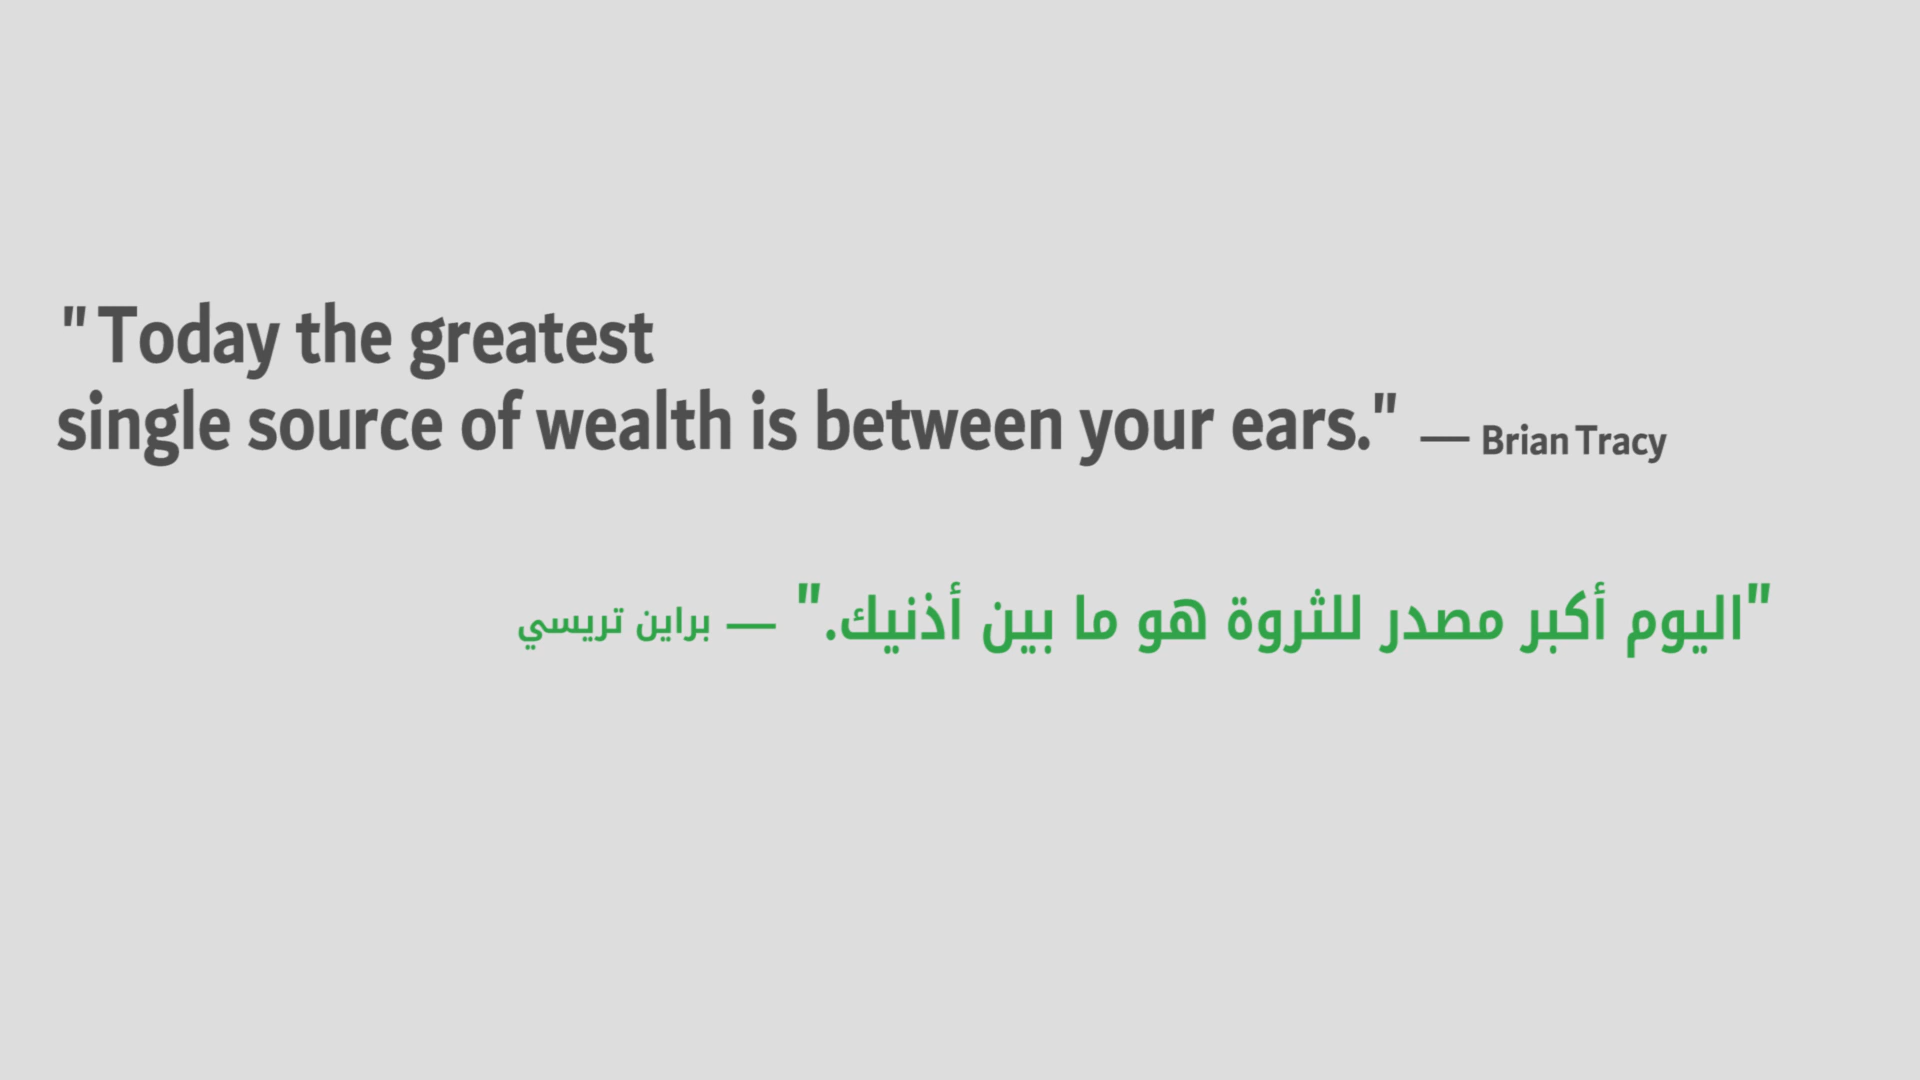 "Today the greatest
single source of wealth is between your ears." — Brian Tracy
"اليوم أكبر مصدر للثروة هو ما بين أذنيك." — براين تريسي